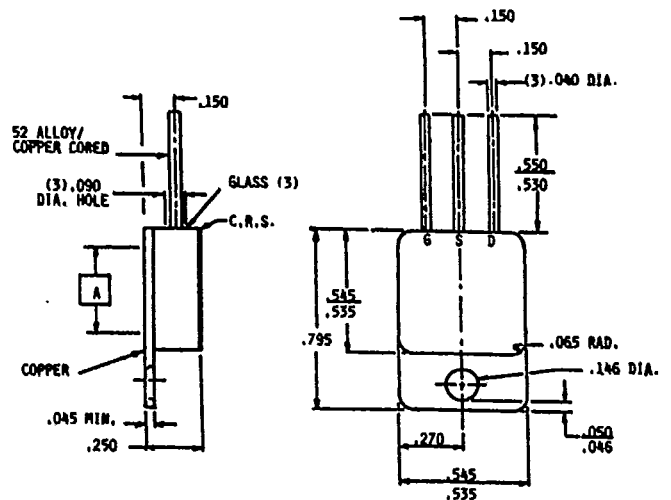 .150
.150
(3).040 DIA.
.150
52 ALLOY/
COPPER CORED
.550
.530
(3).090
DIA. HOLE
GLASS (3)
C.R.S.
G S D
A
.545
.535
.795
.065 RAD.
COPPER
.146 DIA.
.045 MIN.
.250
.270
.050
.046
.545
.535